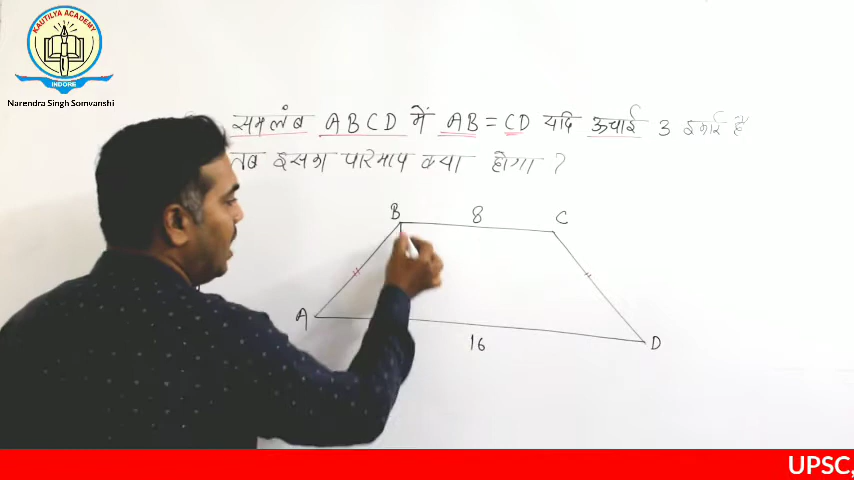 KAUTILYA ACADEMY
INDORE
Narendra Singh Somvanshi
समलंब ABCD में AB = CD यदि ऊचाई 3 इकाई है
तब इसका परिमाप क्या होगा ?
B 8 C
A 16 D
UPSC,